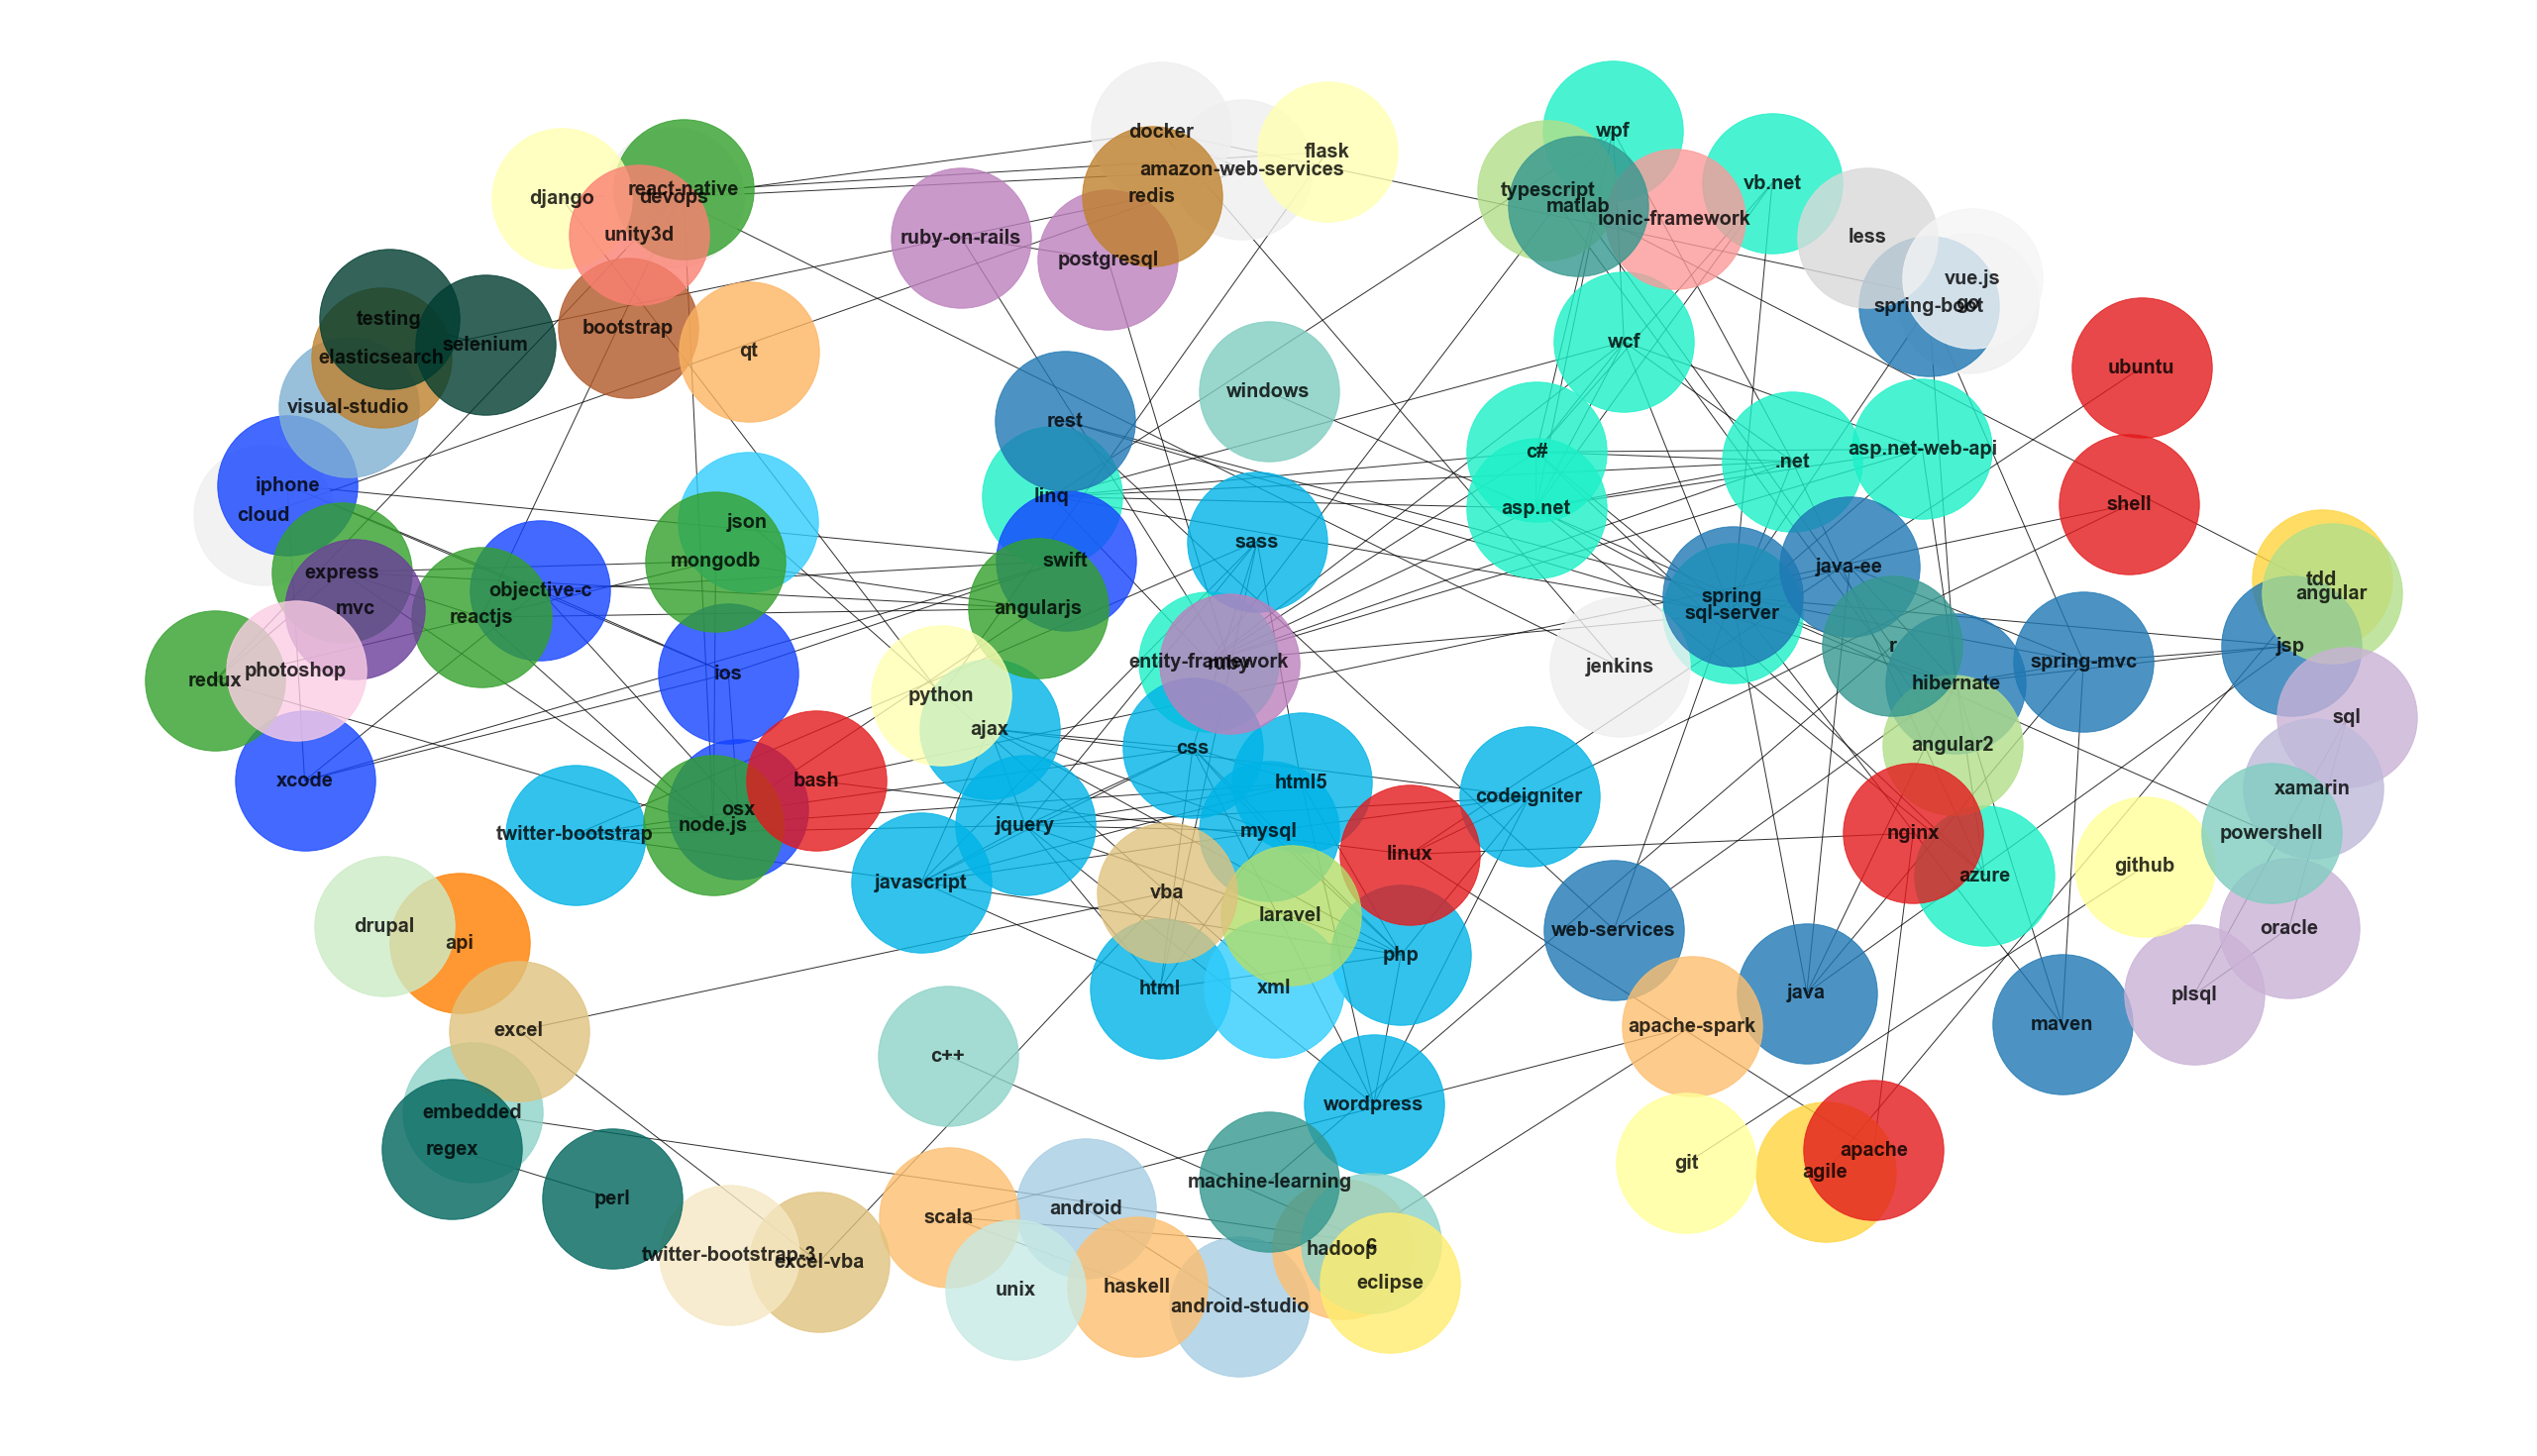 docker
wpf
flask
amazon-web-services
vb.net
react-native
devops
django
redis
typescript
matlab
ionic-framework
unity3d
ruby-on-rails
less
postgresql
vue.js
go
spring-boot
testing
bootstrap
selenium
wcf
qt
elasticsearch
ubuntu
windows
visual-studio
rest
c#
asp.net-web-api
.net
iphone
linq
shell
asp.net
cloud
json
sass
mongodb
swift
java-ee
express
tdd
angular
objective-c
spring
mvc
angularjs
sql-server
reactjs
r
jsp
entity-framework
ruby
spring-mvc
jenkins
photoshop
ios
redux
hibernate
python
sql
ajax
angular2
css
xcode
bash
html5
xamarin
codeigniter
osx
node.js
jquery
mysql
twitter-bootstrap
nginx
powershell
linux
github
azure
javascript
vba
laravel
drupal
oracle
web-services
api
php
html
xml
java
plsql
maven
apache-spark
excel
c++
wordpress
embedded
regex
apache
git
agile
machine-learning
perl
android
scala
hadoop
c
twitter-bootstrap-3
excel-vba
eclipse
haskell
unix
android-studio